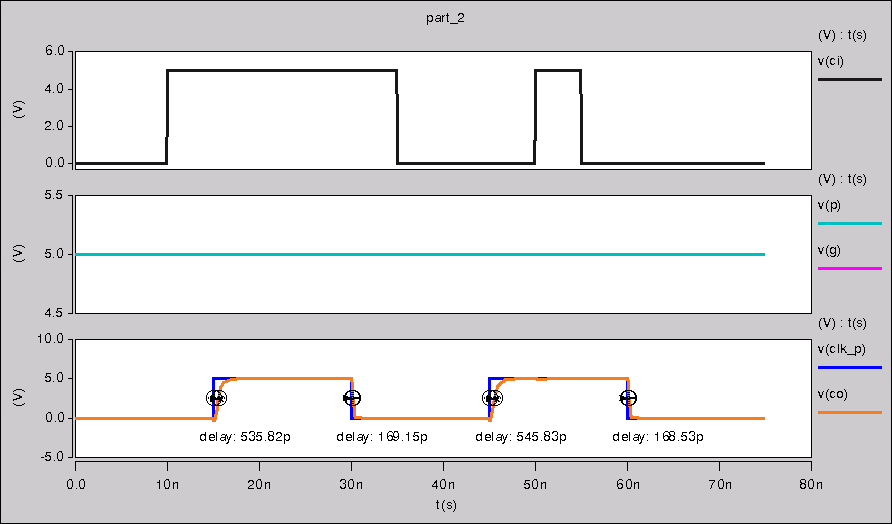 part_2
(V) : t(s)
v(ci)
6.0
4.0
2.0
0.0
(V)
(V) : t(s)
v(p)
v(g)
5.5
5.0
4.5
(V)
(V) : t(s)
v(clk_p)
v(co)
10.0
5.0
0.0
-5.0
(V)
delay: 535.82p delay: 169.15p delay: 545.83p delay: 168.53p
0.0 10n 20n 30n 40n 50n 60n 70n 80n
t(s)